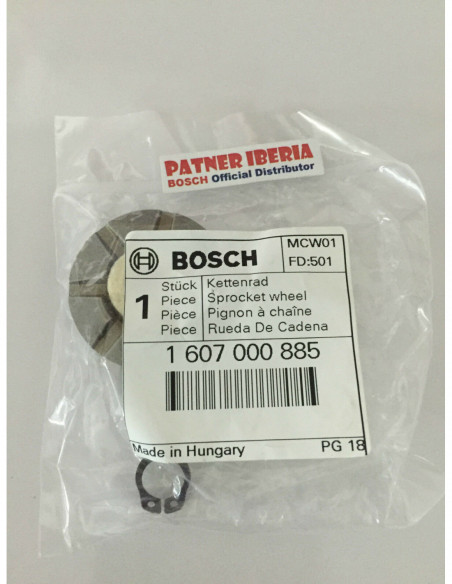 PATNER IBERIA
BOSCH Official Distributor
BOSCH
MCW01
FD:501
1
Stück Kettenrad
Piece Sprocket wheel
Pièce Pignon à chaîne
Piece Rueda De Cadena
1 607 000 885
Made in Hungary PG 18